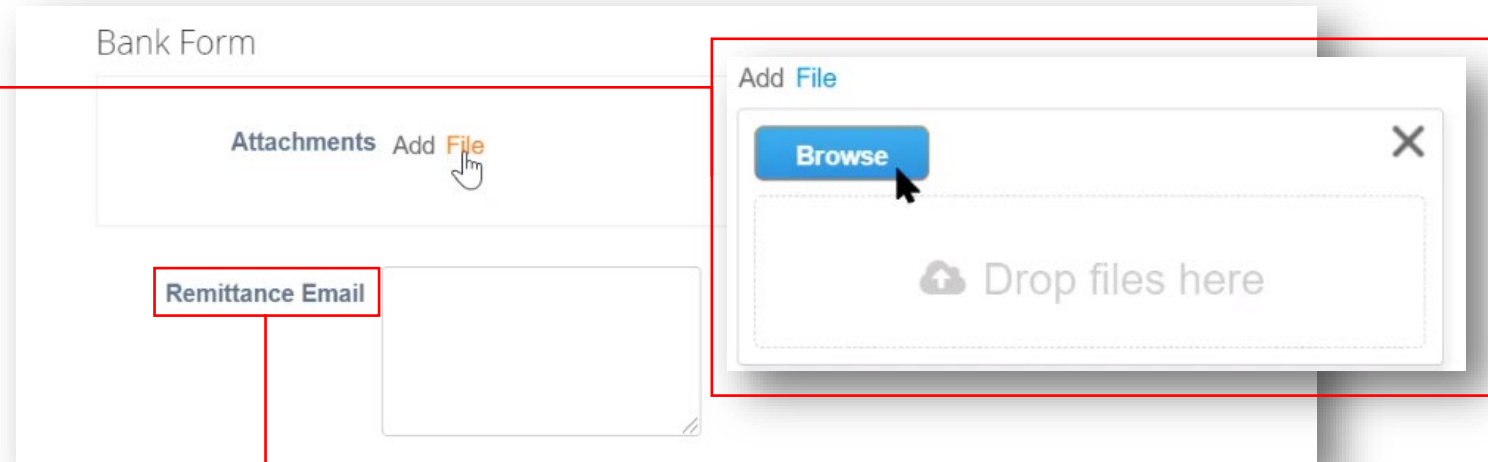 Bank Form
Attachments Add File
Remittance Email
Add File
Browse
Drop files here